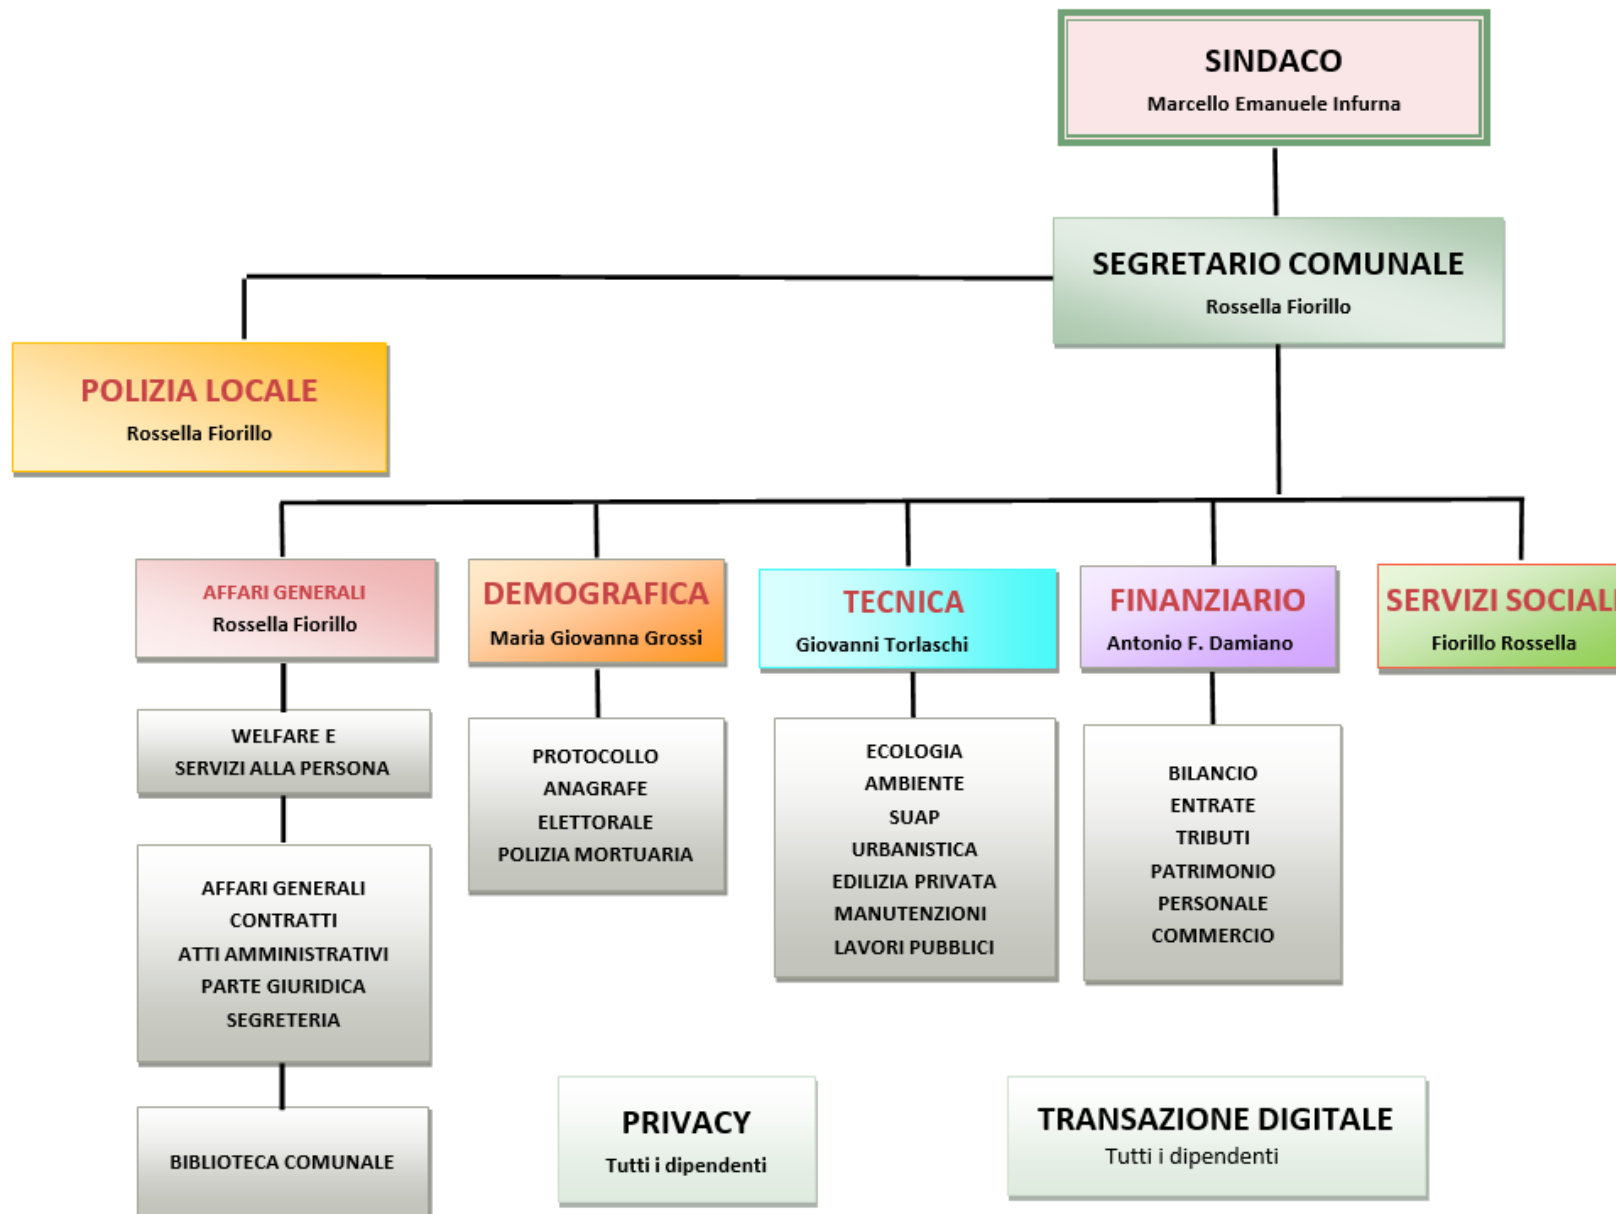 SINDACO
Marcello Emanuele Infurna
SEGRETARIO COMUNALE
Rossella Fiorillo
POLIZIA LOCALE
Rossella Fiorillo
AFFARI GENERALI
Rossella Fiorillo
DEMOGRAFICA
Maria Giovanna Grossi
TECNICA
Giovanni Torlaschi
FINANZIARIO
Antonio F. Damiano
SERVIZI SOCIALI
Fiorillo Rossella
WELFARE E
SERVIZI ALLA PERSONA
AFFARI GENERALI
CONTRATTI
ATTI AMMINISTRATIVI
PARTE GIURIDICA
SEGRETERIA
BIBLIOTECA COMUNALE
PROTOCOLLO
ANAGRAFE
ELETTORALE
POLIZIA MORTUARIA
ECOLOGIA
AMBIENTE
SUAP
URBANISTICA
EDILIZIA PRIVATA
MANUTENZIONI
LAVORI PUBBLICI
BILANCIO
ENTRATE
TRIBUTI
PATRIMONIO
PERSONALE
COMMERCIO
PRIVACY
Tutti i dipendenti
TRANSAZIONE DIGITALE
Tutti i dipendenti